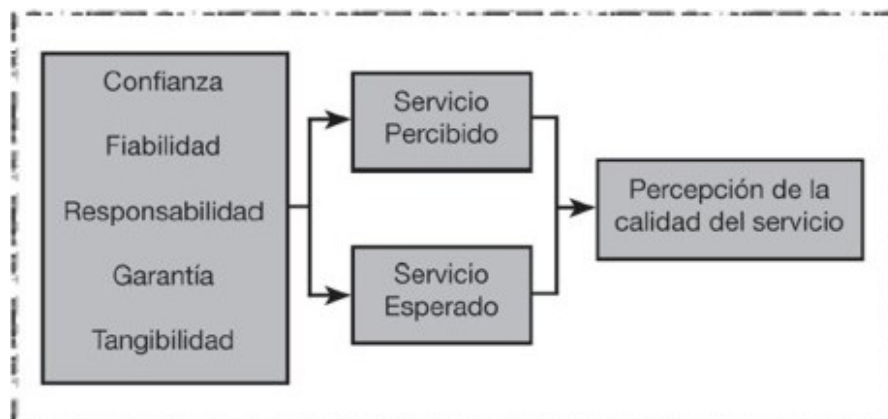 Confianza
Fiabilidad
Responsabilidad
Garantía
Tangibilidad
Servicio
Percibido
Servicio
Esperado
Percepción de la
calidad del servicio